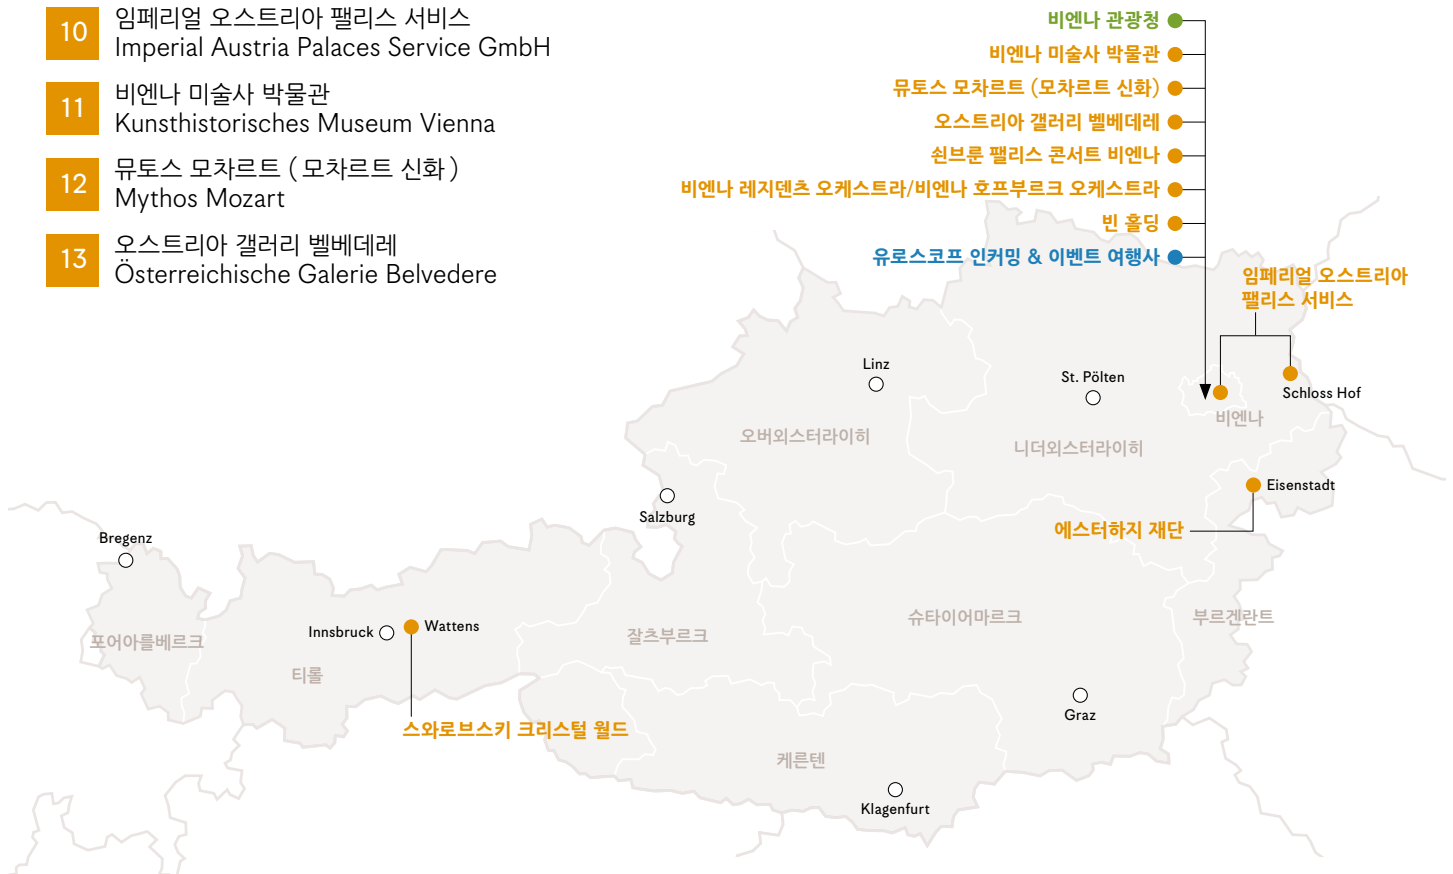 10
임페리얼 오스트리아 팰리스 서비스
Imperial Austria Palaces Service GmbH
11
비엔나 미술사 박물관
Kunsthistorisches Museum Vienna
12
뮤토스 모차르트 (모차르트 신화)
Mythos Mozart
13
오스트리아 갤러리 벨베데레
Österreichische Galerie Belvedere
비엔나 관광청
비엔나 미술사 박물관
뮤토스 모차르트 (모차르트 신화)
오스트리아 갤러리 벨베데레
쇤브룬 팰리스 콘서트 비엔나
비엔나 레지덴츠 오케스트라/비엔나 호프부르크 오케스트라
빈 홀딩
유로스코프 인커밍 & 이벤트 여행사
임페리얼 오스트리아
팰리스 서비스
Linz
St. Pölten
Schloss Hof
비엔나
오버외스터라이히
니더외스터라이히
Eisenstadt
Salzburg
에스터하지 재단
Bregenz
포어아를베르크
Innsbruck
Wattens
티롤
잘츠부르크
슈타이어마르크
부르겐란트
Graz
스와로브스키 크리스털 월드
케른텐
Klagenfurt